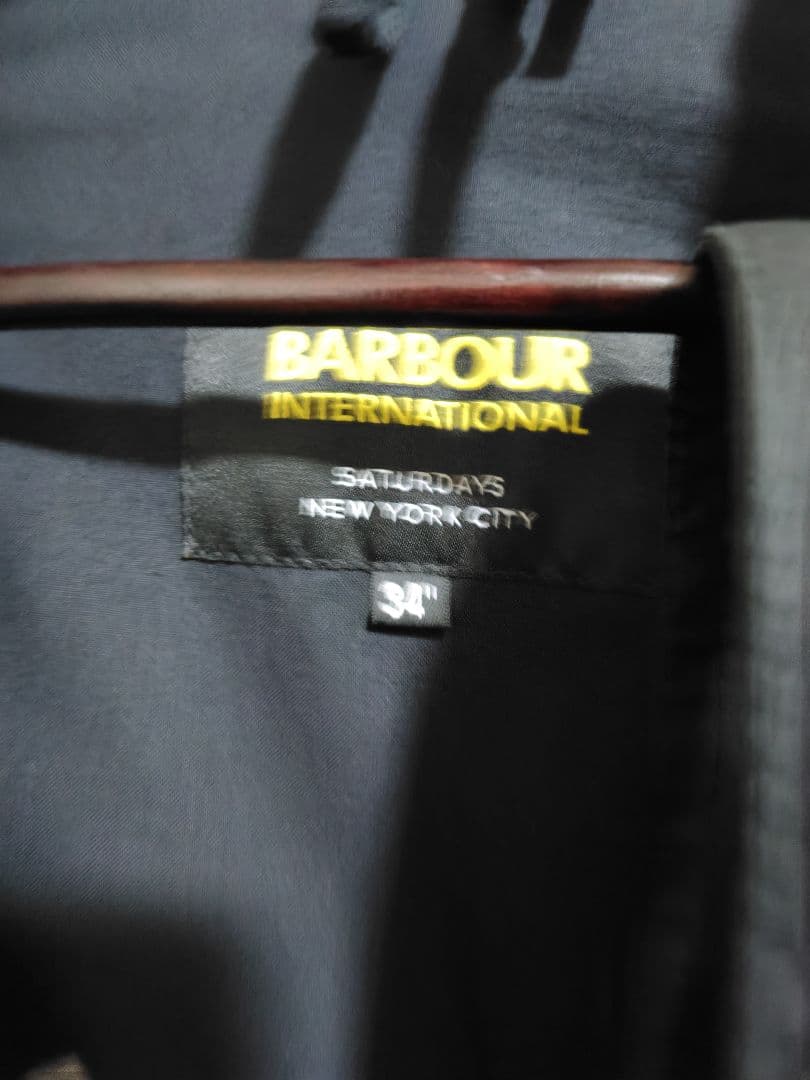 BARBOUR
INTERNATIONAL
SATURDAYS
NEW YORK CITY
34"